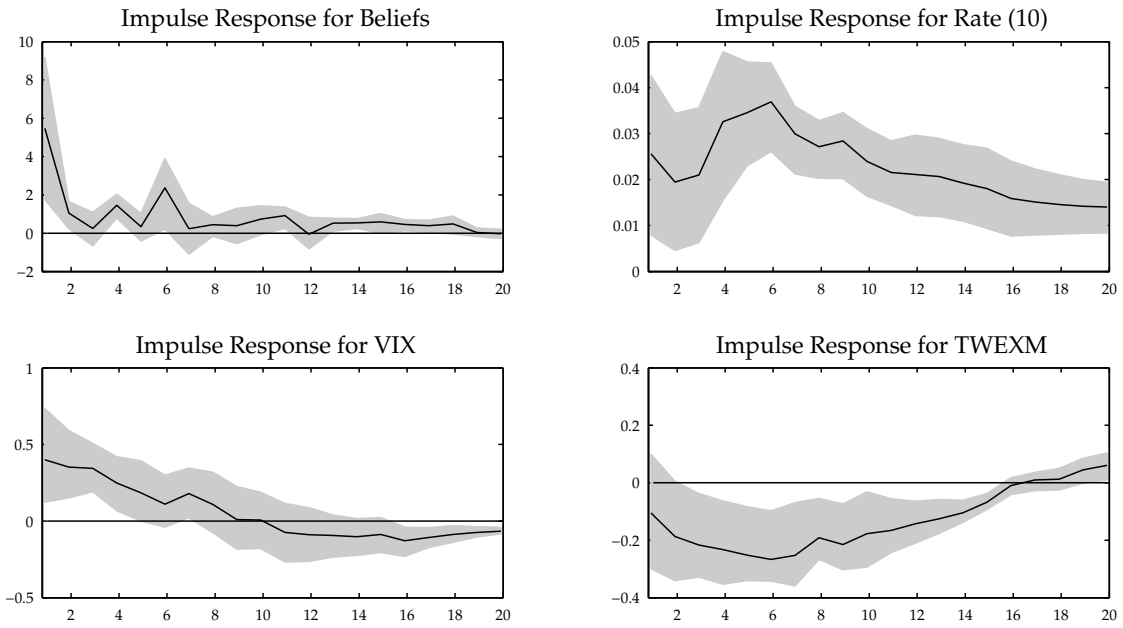 Impulse Response for Beliefs
10
8
6
4
2
0
−2
2 4 6 8 10 12 14 16 18 20
Impulse Response for Rate (10)
0.05
0.04
0.03
0.02
0.01
0
2 4 6 8 10 12 14 16 18 20
Impulse Response for VIX
1
0.5
0
−0.5
2 4 6 8 10 12 14 16 18 20
Impulse Response for TWEXM
0.4
0.2
0
−0.2
−0.4
2 4 6 8 10 12 14 16 18 20